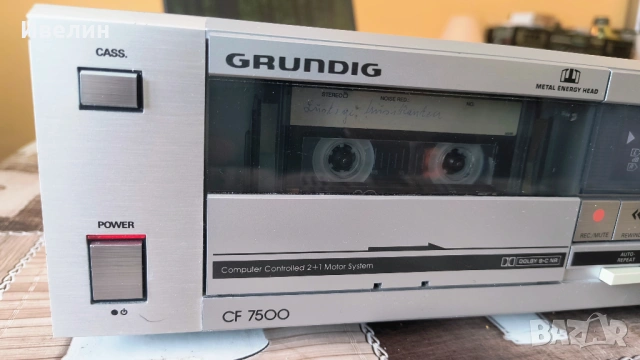 Ивелин
CASS.
GRUNDIG
METAL ENERGY HEAD
POWER
REC/MUTE
REWIND
AUTO
REPEAT
Computer Controlled 2+1 Motor System
DOLBY B-C NR
CF 7500
BAZAR